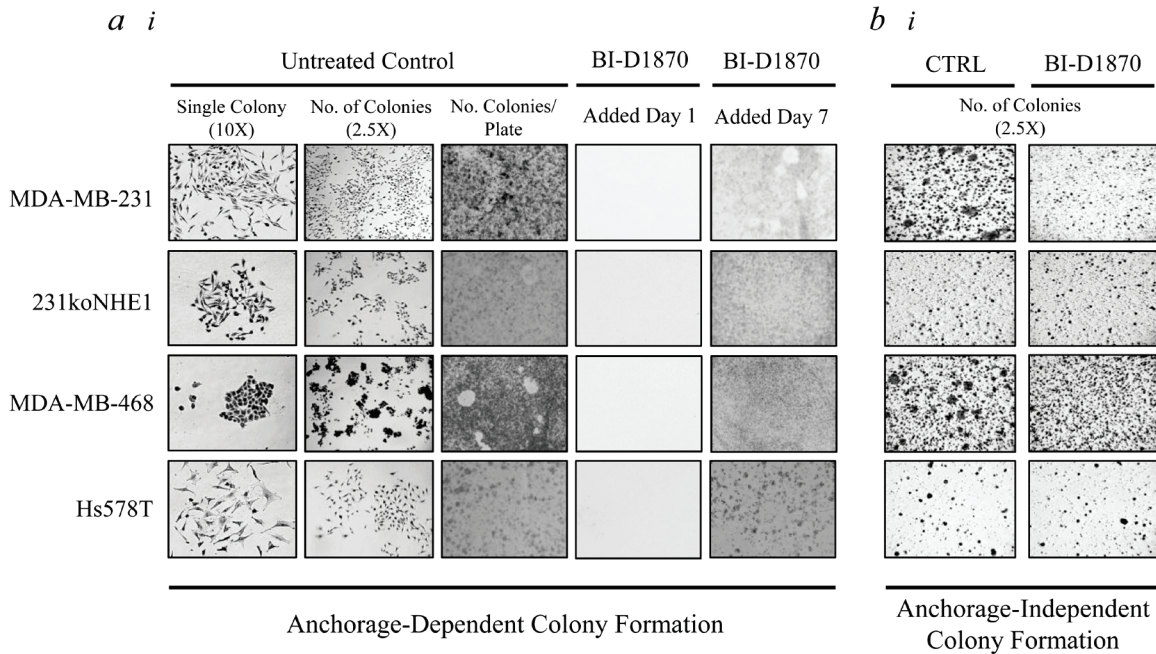 a i
b i
Untreated Control
BI-D1870
BI-D1870
CTRL
BI-D1870
Single Colony
(10X)
No. of Colonies
(2.5X)
No. Colonies/
Plate
Added Day 1
Added Day 7
No. of Colonies
(2.5X)
MDA-MB-231
231koNHE1
MDA-MB-468
Hs578T
Anchorage-Dependent Colony Formation
Anchorage-Independent
Colony Formation